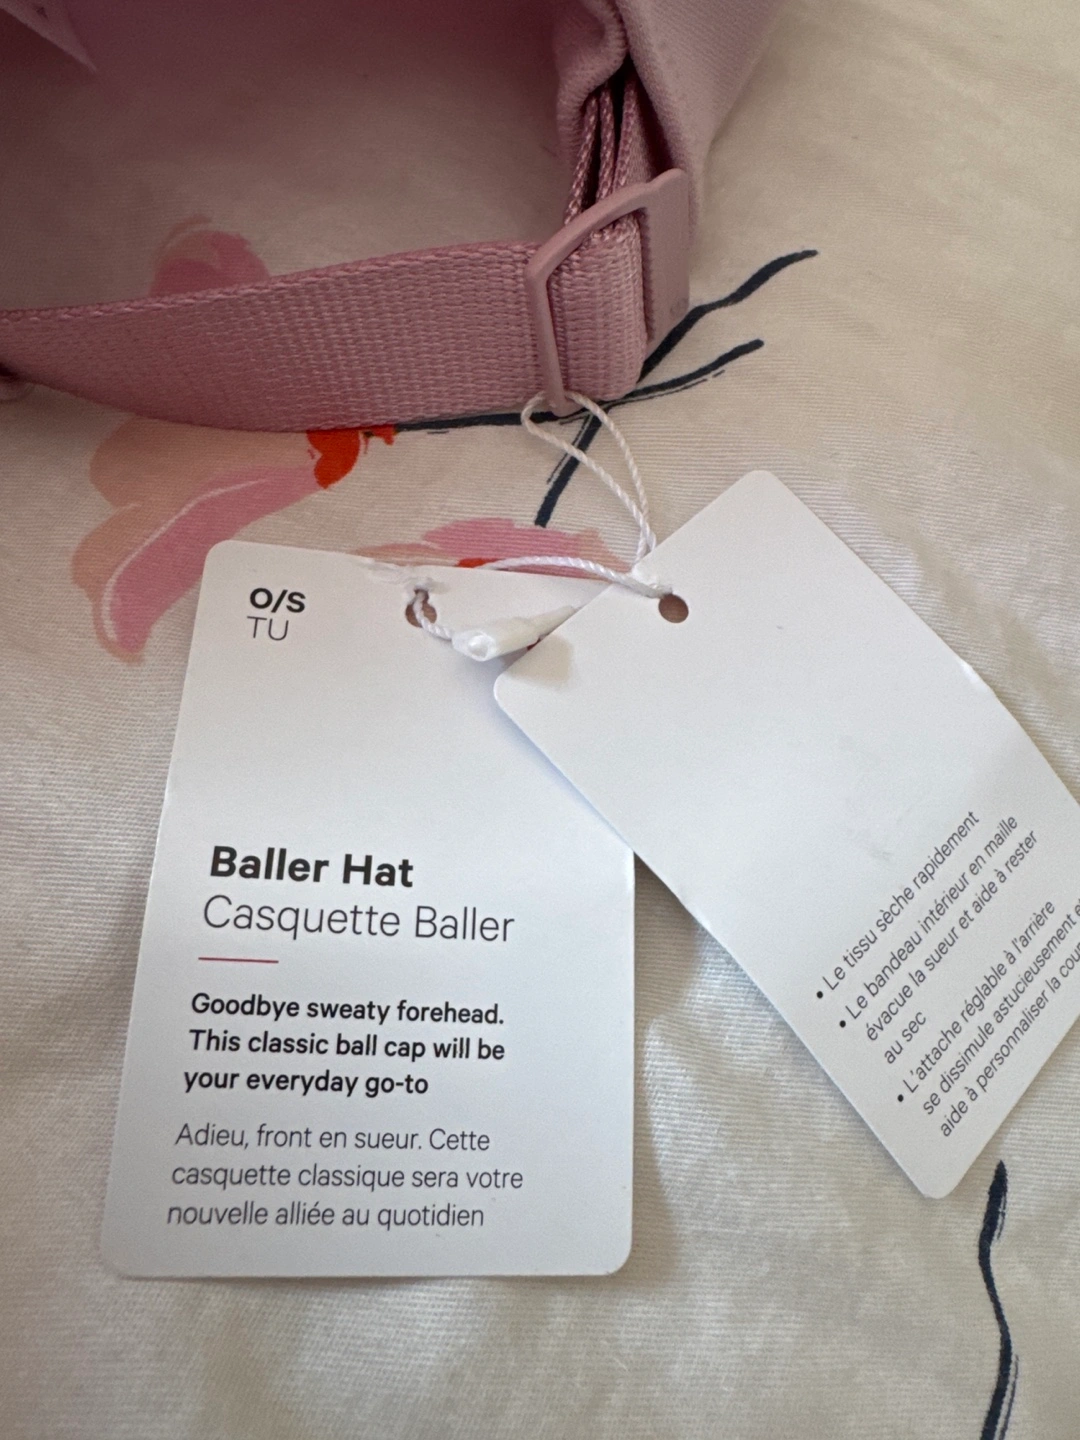 O/S
TU
Baller Hat
Casquette Baller
Goodbye sweaty forehead.
This classic ball cap will be
your everyday go-to
Adieu, front en sueur. Cette
casquette classique sera votre
nouvelle alliée au quotidien
• Le tissu sèche rapidement
• Le bandeau intérieur en maille
évacue la sueur et aide à rester
au sec
• L'attache réglable à l'arrière
se dissimule astucieusement
aide à personnaliser la